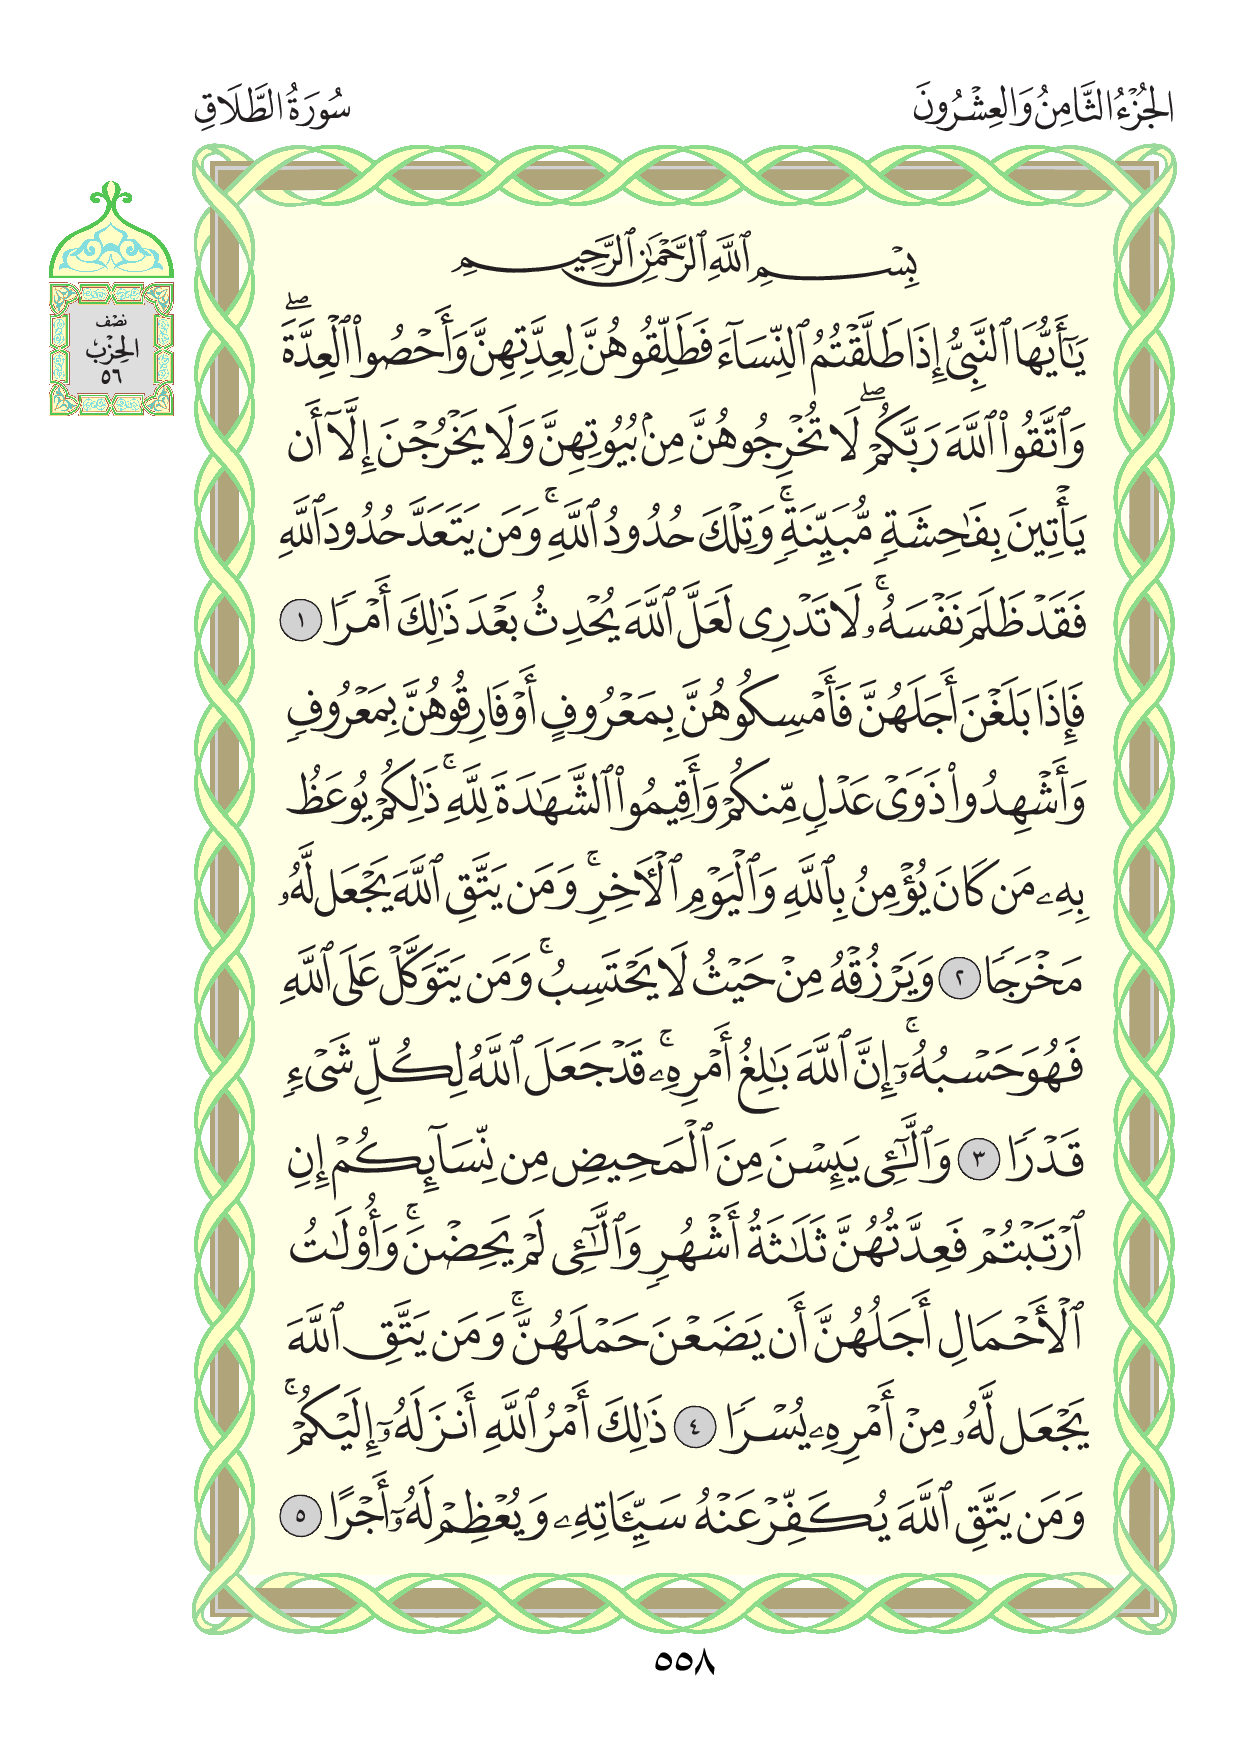 الجُزْءُ الثَّامِنُ وَالعِشْرُونَ
سُورَةُ الطَّلَاقِ
نصف
الحِزْب
٥٦
بِسْمِ ٱللَّهِ ٱلرَّحْمَٰنِ ٱلرَّحِيمِ
يَٰٓأَيُّهَا ٱلنَّبِىُّ إِذَا طَلَّقْتُمُ ٱلنِّسَآءَ فَطَلِّقُوهُنَّ لِعِدَّتِهِنَّ وَأَحْصُوا۟ ٱلْعِدَّةَ ۖ
وَٱتَّقُوا۟ ٱللَّهَ رَبَّكُمْ ۖ لَا تُخْرِجُوهُنَّ مِنۢ بُيُوتِهِنَّ وَلَا يَخْرُجْنَ إِلَّآ أَن
يَأْتِينَ بِفَٰحِشَةٍ مُّبَيِّنَةٍ ۚ وَتِلْكَ حُدُودُ ٱللَّهِ ۚ وَمَن يَتَعَدَّ حُدُودَ ٱللَّهِ
فَقَدْ ظَلَمَ نَفْسَهُۥ ۚ لَا تَدْرِى لَعَلَّ ٱللَّهَ يُحْدِثُ بَعْدَ ذَٰلِكَ أَمْرًا ١
فَإِذَا بَلَغْنَ أَجَلَهُنَّ فَأَمْسِكُوهُنَّ بِمَعْرُوفٍ أَوْ فَارِقُوهُنَّ بِمَعْرُوفٍ
وَأَشْهِدُوا۟ ذَوَىْ عَدْلٍ مِّنكُمْ وَأَقِيمُوا۟ ٱلشَّهَٰدَةَ لِلَّهِ ۚ ذَٰلِكُمْ يُوعَظُ
بِهِۦ مَن كَانَ يُؤْمِنُ بِٱللَّهِ وَٱلْيَوْمِ ٱلْءَاخِرِ ۚ وَمَن يَتَّقِ ٱللَّهَ يَجْعَل لَّهُۥ
مَخْرَجًا ٢ وَيَرْزُقْهُ مِنْ حَيْثُ لَا يَحْتَسِبُ ۚ وَمَن يَتَوَكَّلْ عَلَى ٱللَّهِ
فَهُوَ حَسْبُهُۥٓ ۚ إِنَّ ٱللَّهَ بَٰلِغُ أَمْرِهِۦ ۚ قَدْ جَعَلَ ٱللَّهُ لِكُلِّ شَىْءٍ
قَدْرًا ٣ وَٱلَّٰٓـِٔى يَئِسْنَ مِنَ ٱلْمَحِيضِ مِن نِّسَآئِكُمْ إِنِ
ٱرْتَبْتُمْ فَعِدَّتُهُنَّ ثَلَٰثَةُ أَشْهُرٍ وَٱلَّٰٓـِٔى لَمْ يَحِضْنَ ۚ وَأُو۟لَٰتُ
ٱلْأَحْمَالِ أَجَلُهُنَّ أَن يَضَعْنَ حَمْلَهُنَّ ۚ وَمَن يَتَّقِ ٱللَّهَ
يَجْعَل لَّهُۥ مِنْ أَمْرِهِۦ يُسْرًا ٤ ذَٰلِكَ أَمْرُ ٱللَّهِ أَنزَلَهُۥٓ إِلَيْكُمْ ۚ
وَمَن يَتَّقِ ٱللَّهَ يُكَفِّرْ عَنْهُ سَيِّـَٔاتِهِۦ وَيُعْظِمْ لَهُۥٓ أَجْرًا ٥
٥٥٨